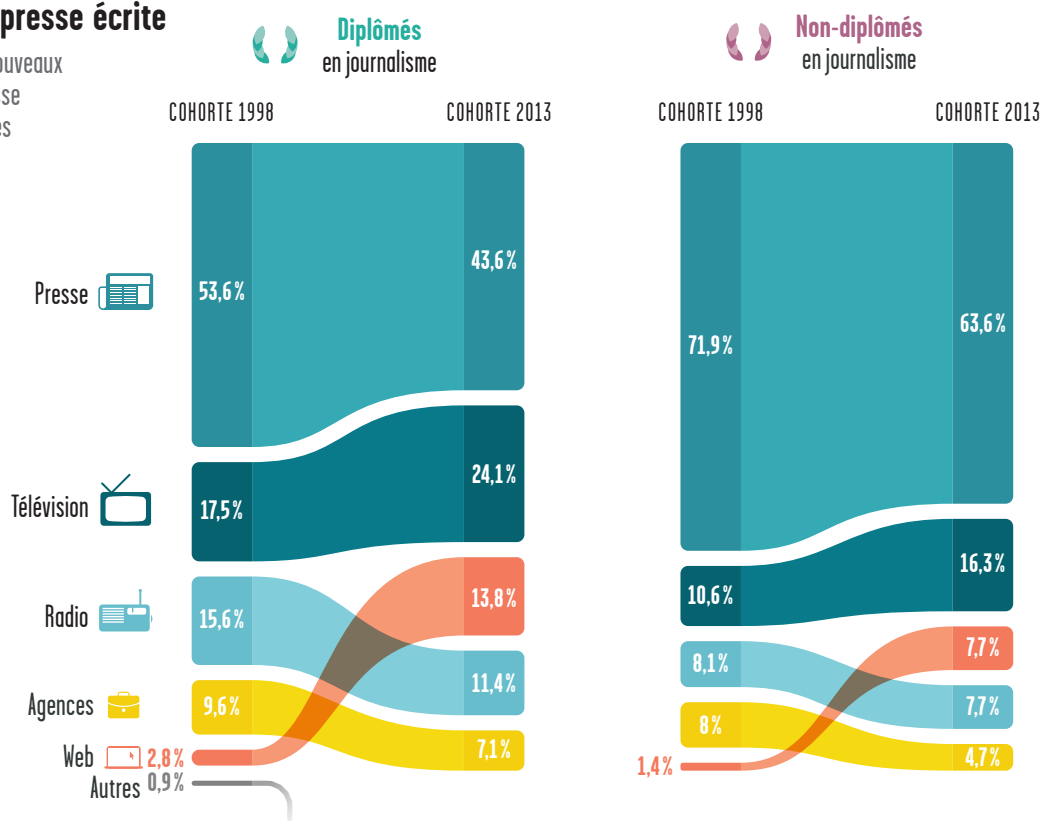 presse écrite
ouveaux
sse
es
Diplômés
en journalisme
Non-diplômés
en journalisme
COHORTE 1998
COHORTE 2013
COHORTE 1998
COHORTE 2013
Presse
53,6%
43,6%
71,9%
63,6%
Télévision
17,5%
24,1%
10,6%
16,3%
Radio
15,6%
13,8%
8,1%
7,7%
Agences
9,6%
11,4%
8%
7,7%
Web
2,8%
7,1%
1,4%
4,7%
Autres
0,9%